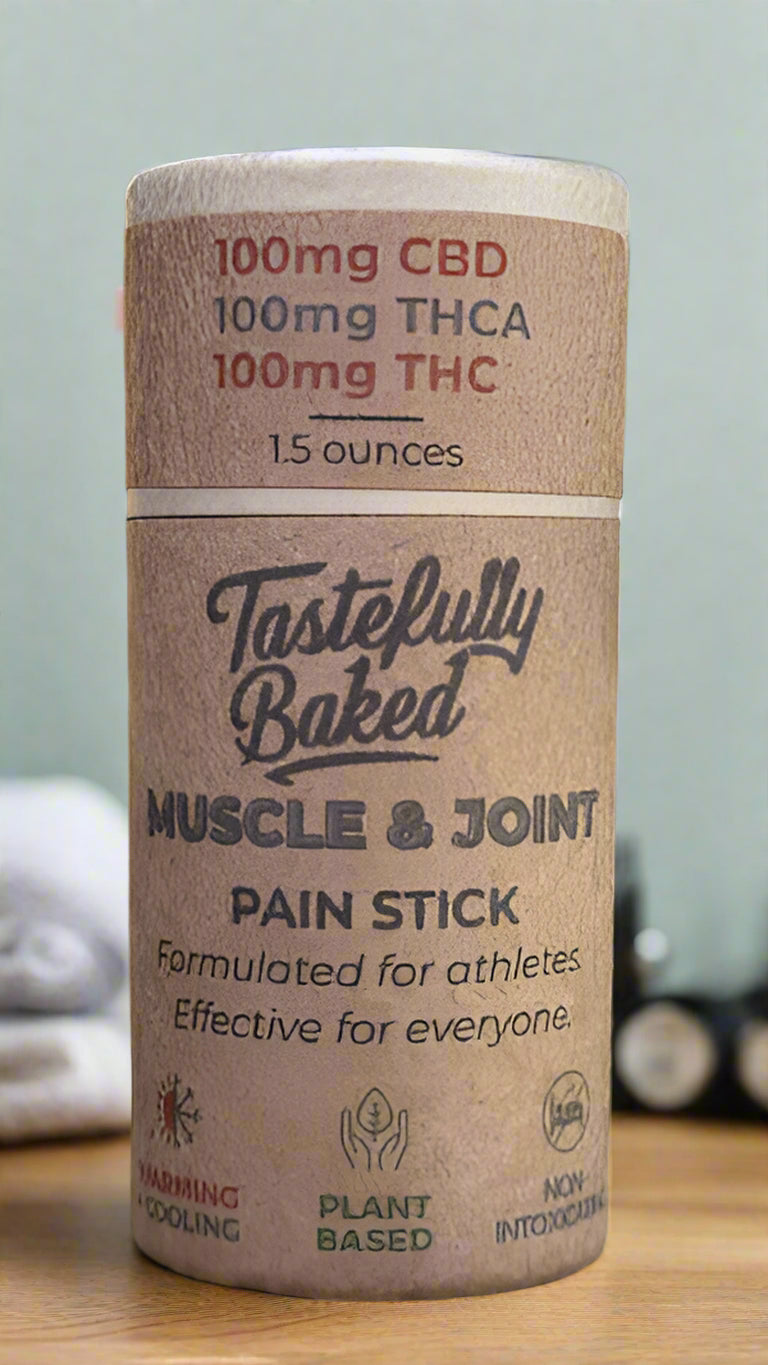 100mg CBD
100mg THCA
100mg THC
1.5 ounces
Tastefully
Baked
MUSCLE & JOINT
PAIN STICK
Formulated for athletes.
Effective for everyone.
WARMING
+ COOLING
PLANT
BASED
NON-
INTOXICATING